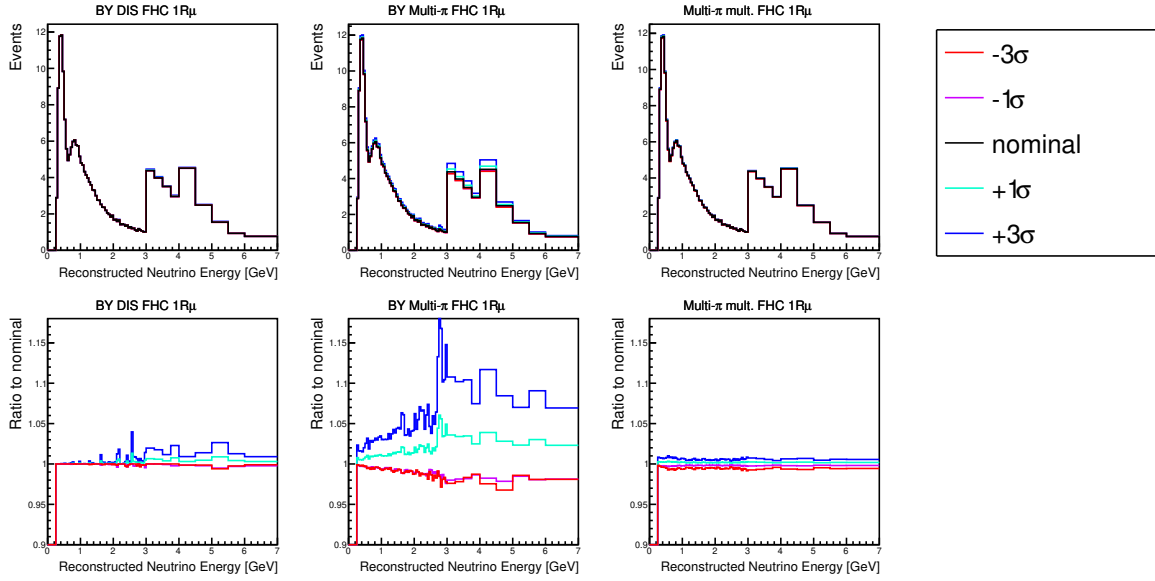 BY DIS FHC 1Rμ
Events
12
10
8
6
4
2
0
0 1 2 3 4 5 6 7
Reconstructed Neutrino Energy [GeV]
BY Multi-π FHC 1Rμ
Events
12
10
8
6
4
2
0
0 1 2 3 4 5 6 7
Reconstructed Neutrino Energy [GeV]
Multi-π mult. FHC 1Rμ
Events
12
10
8
6
4
2
0
0 1 2 3 4 5 6 7
Reconstructed Neutrino Energy [GeV]
-3σ
-1σ
nominal
+1σ
+3σ
BY DIS FHC 1Rμ
Ratio to nominal
1.15
1.1
1.05
1
0.95
0.9
0 1 2 3 4 5 6 7
Reconstructed Neutrino Energy [GeV]
BY Multi-π FHC 1Rμ
Ratio to nominal
1.15
1.1
1.05
1
0.95
0.9
0 1 2 3 4 5 6 7
Reconstructed Neutrino Energy [GeV]
Multi-π mult. FHC 1Rμ
Ratio to nominal
1.15
1.1
1.05
1
0.95
0.9
0 1 2 3 4 5 6 7
Reconstructed Neutrino Energy [GeV]